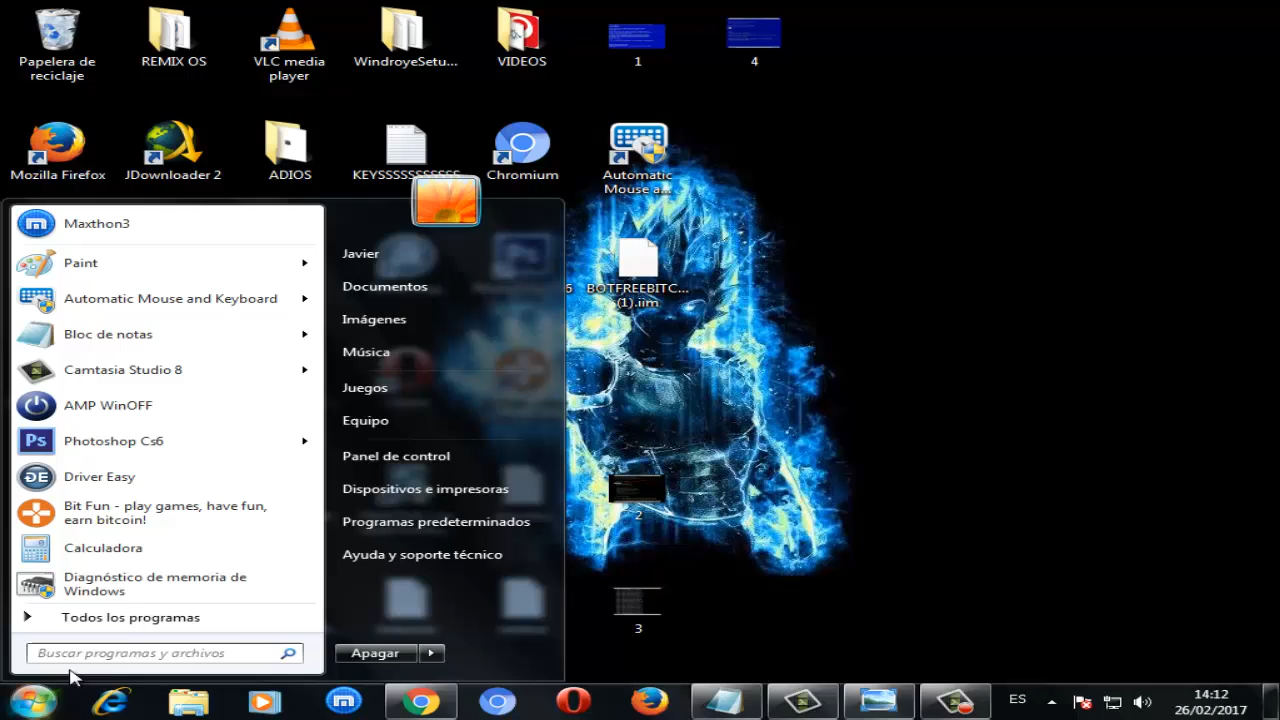 Papelera de
reciclaje
REMIX OS
VLC media
player
WindroyeSetu...
VIDEOS
1
4
Mozilla Firefox
JDownloader 2
ADIOS
KEYSSSSSSSSSSS
Chromium
Automatic
Mouse a...
6
BOTFREEBITC...
(1).iim
2
3
Maxthon3
Paint
Automatic Mouse and Keyboard
Bloc de notas
Camtasia Studio 8
AMP WinOFF
Ps
Photoshop Cs6
DE
Driver Easy
Bit Fun - play games, have fun,
earn bitcoin!
Calculadora
Diagnóstico de memoria de
Windows
Todos los programas
Buscar programas y archivos
Javier
Documentos
Imágenes
Música
Juegos
Equipo
Panel de control
Dispositivos e impresoras
Programas predeterminados
Ayuda y soporte técnico
Apagar
ES
14:12
26/02/2017